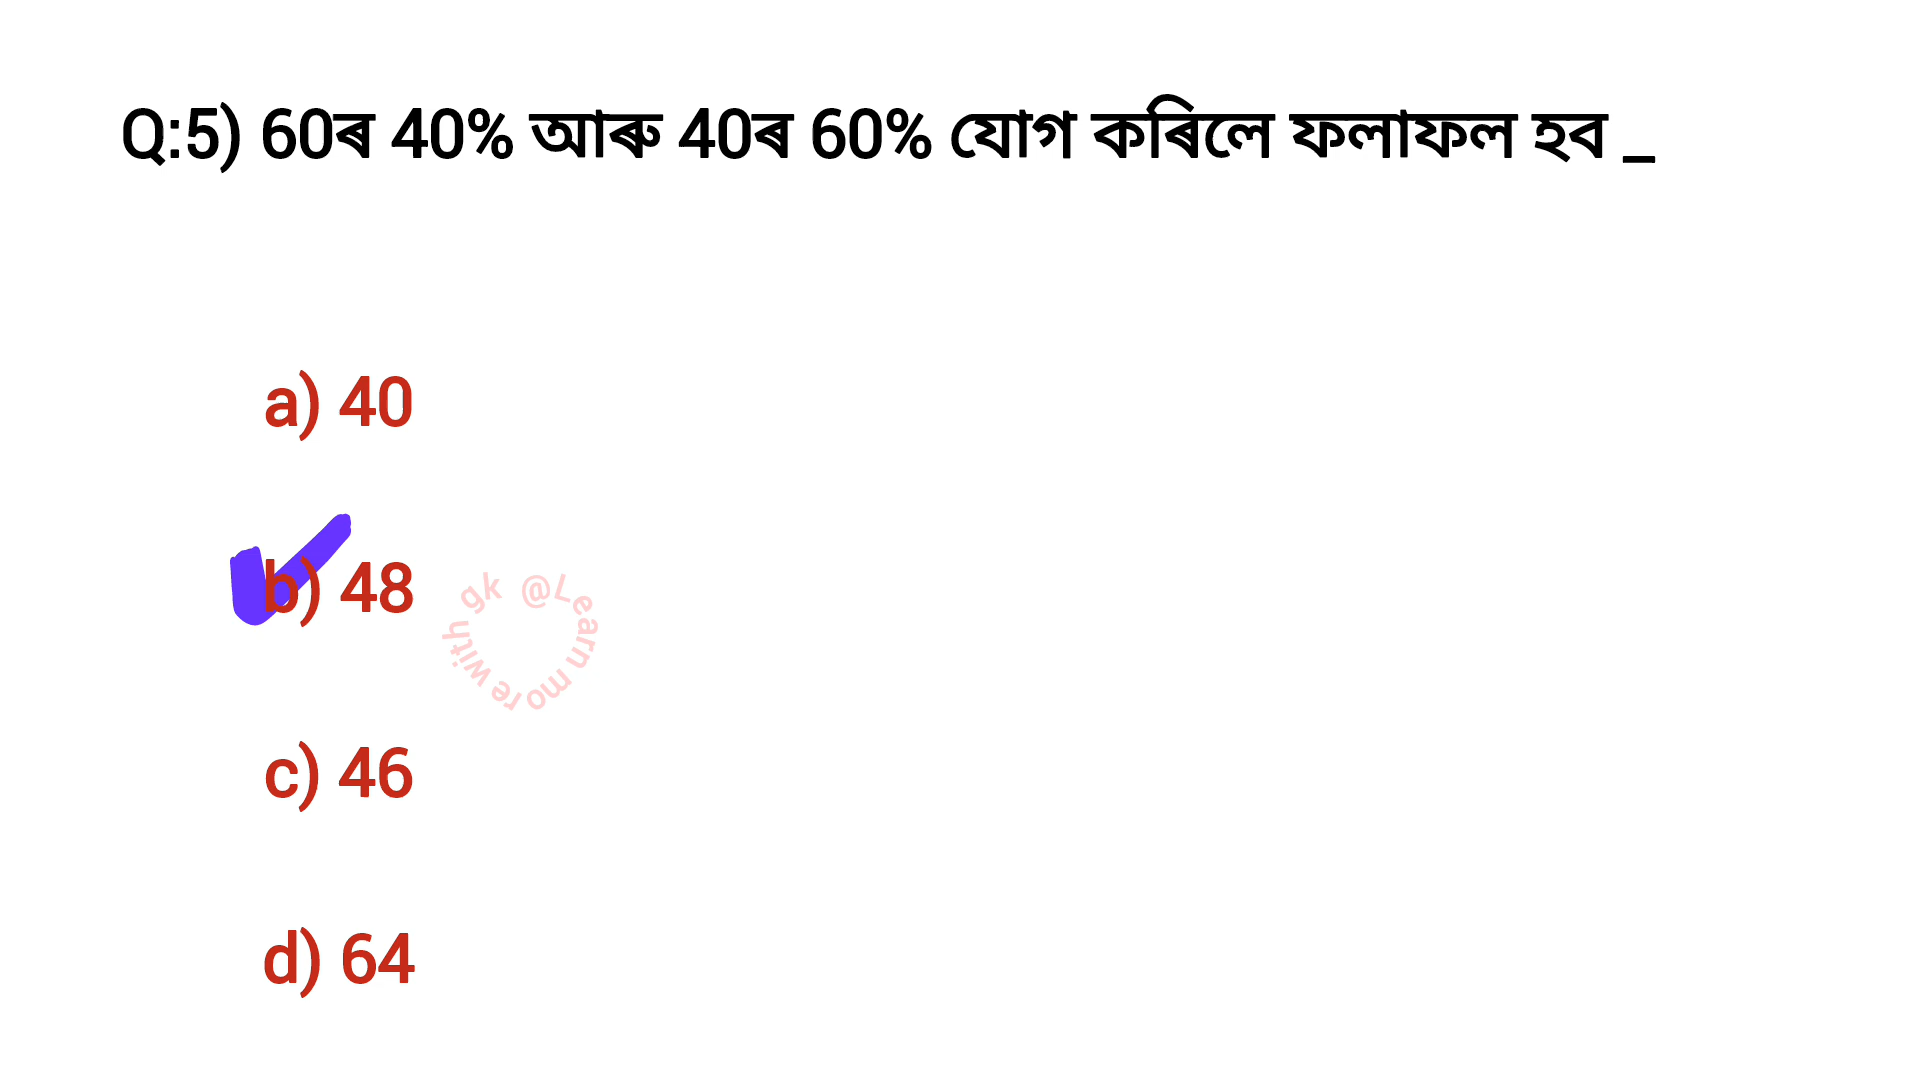 Q:5) 60ৰ 40% আৰু 40ৰ 60% যোগ কৰিলে ফলাফল হব _
a) 40
b) 48
c) 46
d) 64
@Learn more with gk